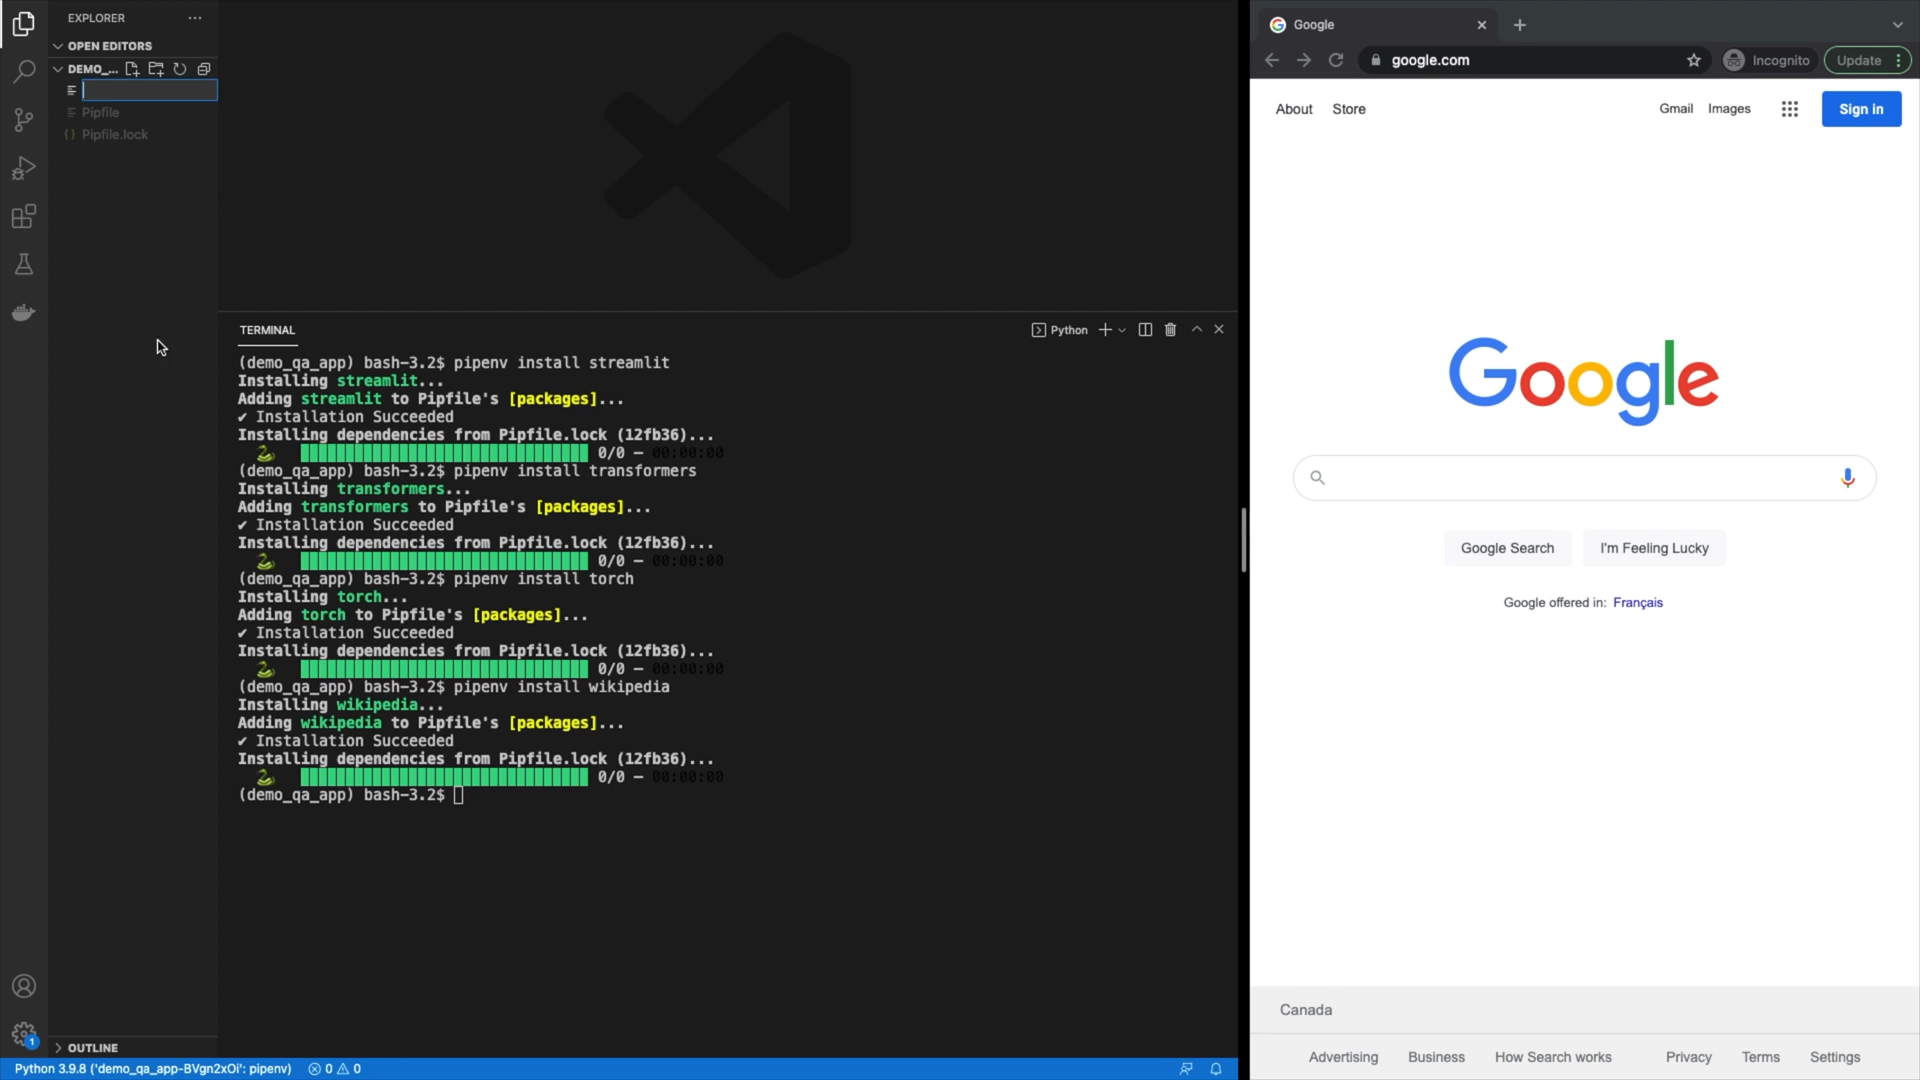 EXPLORER
OPEN EDITORS
DEMO_...
Pipfile
Pipfile.lock
TERMINAL
Python
(demo_qa_app) bash-3.2$ pipenv install streamlit
Installing streamlit...
Adding streamlit to Pipfile's [packages]...
✔ Installation Succeeded
Installing dependencies from Pipfile.lock (12fb36)...
0/0 — 00:00:00
(demo_qa_app) bash-3.2$ pipenv install transformers
Installing transformers...
Adding transformers to Pipfile's [packages]...
✔ Installation Succeeded
Installing dependencies from Pipfile.lock (12fb36)...
0/0 — 00:00:00
(demo_qa_app) bash-3.2$ pipenv install torch
Installing torch...
Adding torch to Pipfile's [packages]...
✔ Installation Succeeded
Installing dependencies from Pipfile.lock (12fb36)...
0/0 — 00:00:00
(demo_qa_app) bash-3.2$ pipenv install wikipedia
Installing wikipedia...
Adding wikipedia to Pipfile's [packages]...
✔ Installation Succeeded
Installing dependencies from Pipfile.lock (12fb36)...
0/0 — 00:00:00
(demo_qa_app) bash-3.2$
OUTLINE
1
Python 3.9.8 ('demo_qa_app-BVgn2xOi': pipenv) 0 0
Google
google.com Incognito Update
About Store Gmail Images Sign in
Google
Google Search I'm Feeling Lucky
Google offered in: Français
Canada
Advertising Business How Search works Privacy Terms Settings